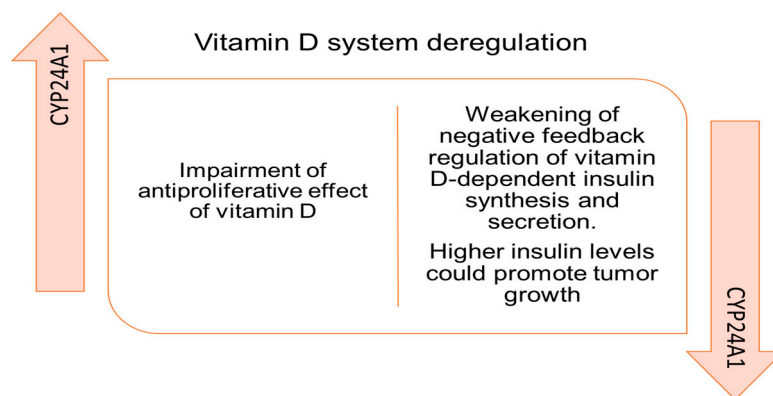 Vitamin D system deregulation
CYP24A1
Impairment of
antiproliferative effect
of vitamin D
Weakening of
negative feedback
regulation of vitamin
D-dependent insulin
synthesis and
secretion.
Higher insulin levels
could promote tumor
growth
CYP24A1